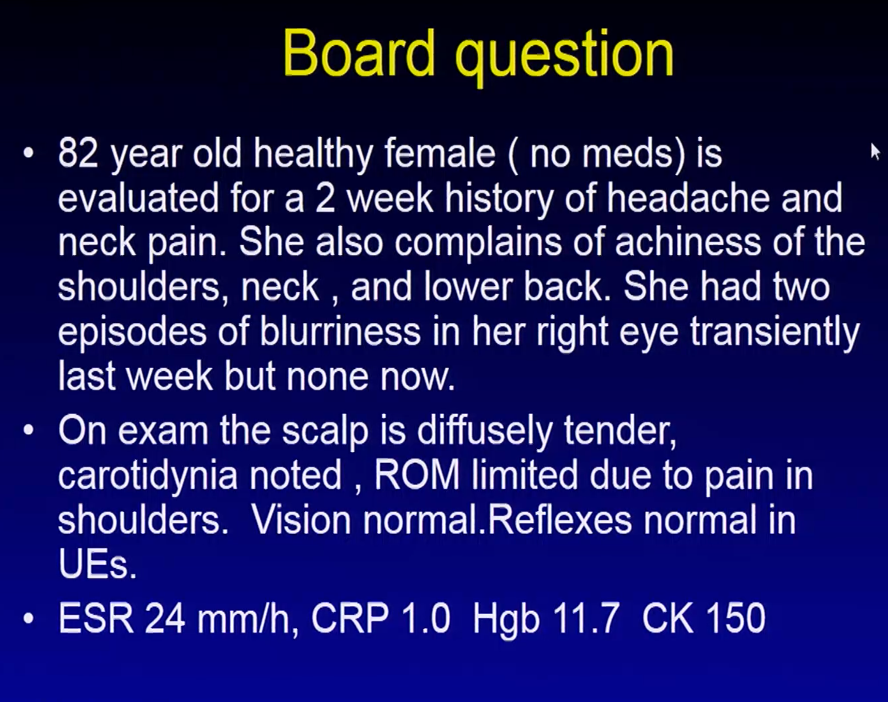 Board question
• 82 year old healthy female ( no meds) is
evaluated for a 2 week history of headache and
neck pain. She also complains of achiness of the
shoulders, neck , and lower back. She had two
episodes of blurriness in her right eye transiently
last week but none now.
• On exam the scalp is diffusely tender,
carotidynia noted , ROM limited due to pain in
shoulders.  Vision normal.Reflexes normal in
UEs.
• ESR 24 mm/h, CRP 1.0  Hgb 11.7  CK 150